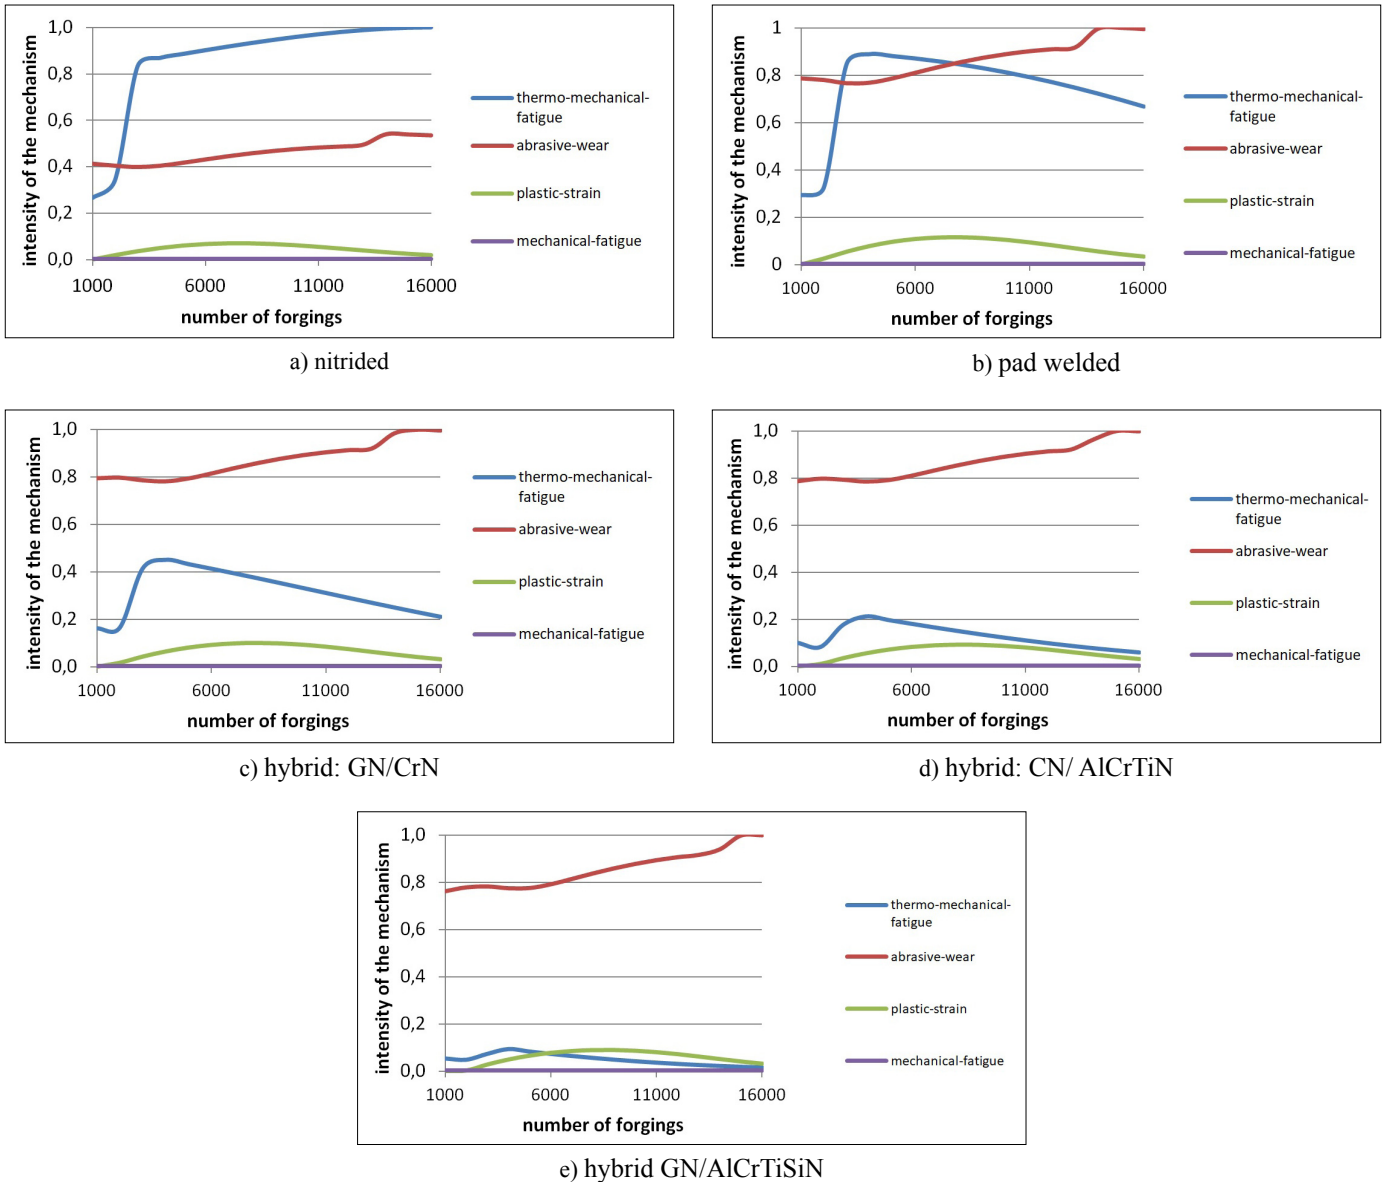 intensity of the mechanism
1,0
0,8
0,6
0,4
0,2
0,0
1000 6000 11000 16000
number of forgings
thermo-mechanical-
fatigue
abrasive-wear
plastic-strain
mechanical-fatigue
a) nitrided
intensity of the mechanism
1
0,8
0,6
0,4
0,2
0
1000 6000 11000 16000
number of forgings
thermo-mechanical-
fatigue
abrasive-wear
plastic-strain
mechanical-fatigue
b) pad welded
intensity of the mechanism
1,0
0,8
0,6
0,4
0,2
0,0
1000 6000 11000 16000
number of forgings
thermo-mechanical-
fatigue
abrasive-wear
plastic-strain
mechanical-fatigue
c) hybrid: GN/CrN
intensity of the mechanism
1,0
0,8
0,6
0,4
0,2
0,0
1000 6000 11000 16000
number of forgings
thermo-mechanical-
fatigue
abrasive-wear
plastic-strain
mechanical-fatigue
d) hybrid: CN/ AlCrTiN
intensity of the mechanism
1,0
0,8
0,6
0,4
0,2
0,0
1000 6000 11000 16000
number of forgings
thermo-mechanical-
fatigue
abrasive-wear
plastic-strain
mechanical-fatigue
e) hybrid GN/AlCrTiSiN